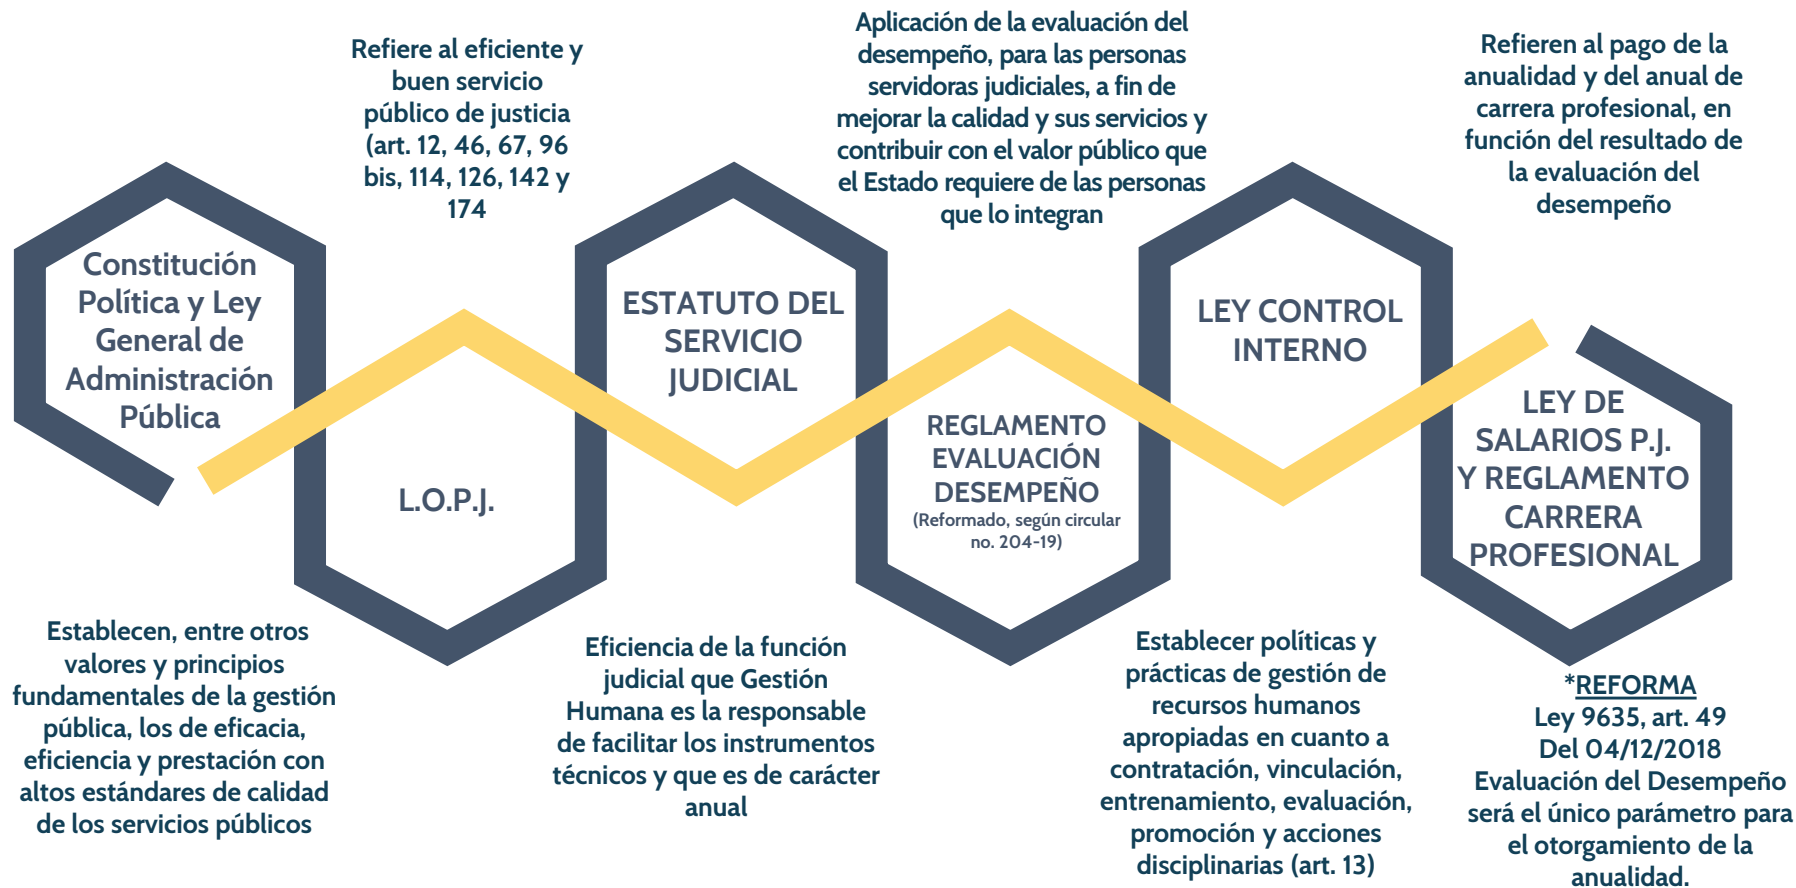 Constitución
Política y Ley
General de
Administración
Pública
Establecen, entre otros
valores y principios
fundamentales de la gestión
pública, los de eficacia,
eficiencia y prestación con
altos estándares de calidad
de los servicios públicos
Refiere al eficiente y
buen servicio
público de justicia
(art. 12, 46, 67, 96
bis, 114, 126, 142 y
174
L.O.P.J.
ESTATUTO DEL
SERVICIO
JUDICIAL
Eficiencia de la función
judicial que Gestión
Humana es la responsable
de facilitar los instrumentos
técnicos y que es de carácter
anual
Aplicación de la evaluación del
desempeño, para las personas
servidoras judiciales, a fin de
mejorar la calidad y sus servicios y
contribuir con el valor público que
el Estado requiere de las personas
que lo integran
REGLAMENTO
EVALUACIÓN
DESEMPEÑO
(Reformado, según circular
no. 204-19)
LEY CONTROL
INTERNO
Establecer políticas y
prácticas de gestión de
recursos humanos
apropiadas en cuanto a
contratación, vinculación,
entrenamiento, evaluación,
promoción y acciones
disciplinarias (art. 13)
Refieren al pago de la
anualidad y del anual de
carrera profesional, en
función del resultado de
la evaluación del
desempeño
LEY DE
SALARIOS P.J.
Y REGLAMENTO
CARRERA
PROFESIONAL
*REFORMA
Ley 9635, art. 49
Del 04/12/2018
Evaluación del Desempeño
será el único parámetro para
el otorgamiento de la
anualidad.